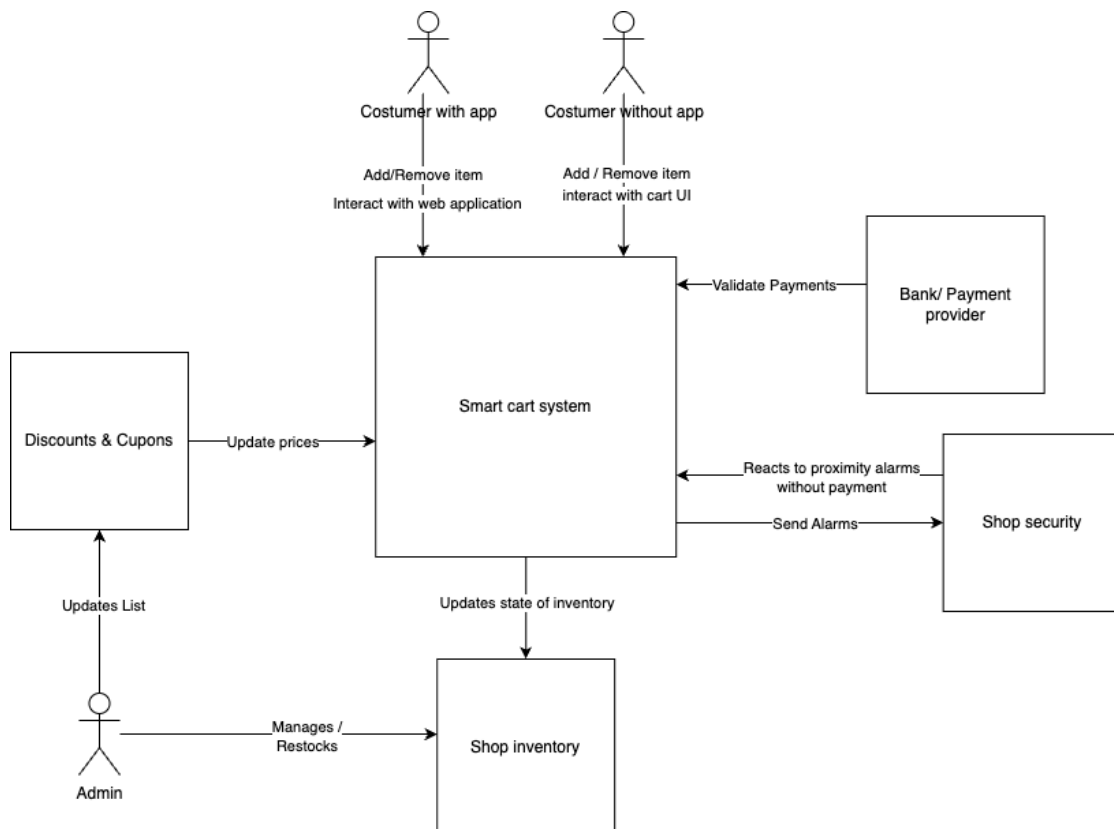 Costumer with app
Costumer without app
Add/Remove item
Interact with web application
Add / Remove item
interact with cart UI
Validate Payments
Bank/ Payment
provider
Smart cart system
Discounts & Cupons
Update prices
Reacts to proximity alarms
without payment
Send Alarms
Shop security
Updates List
Updates state of inventory
Manages /
Restocks
Shop inventory
Admin